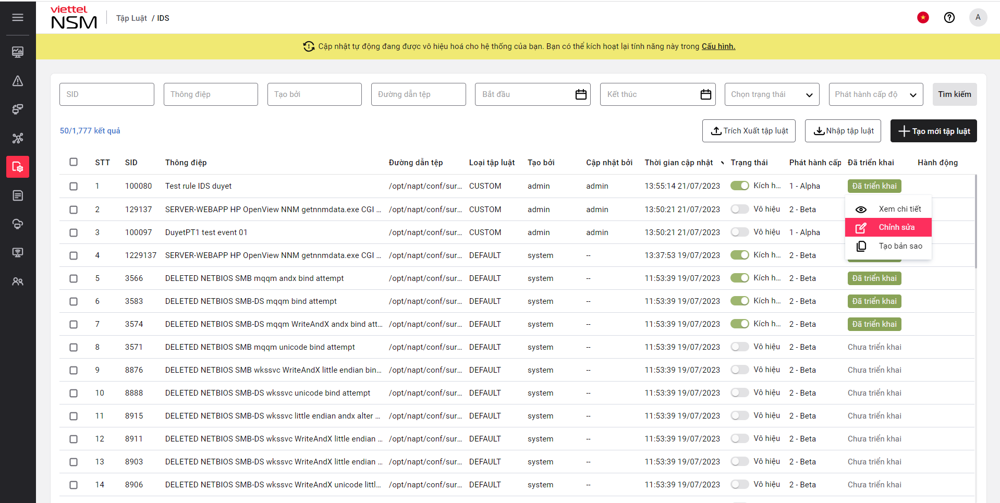 viettel
NSM
Tập Luật / IDS
A
Cập nhật tự động đang được vô hiệu hoá cho hệ thống của bạn. Bạn có thể kích hoạt lại tính năng này trong Cấu hình.
SID Thông điệp Tạo bởi Đường dẫn tệp Bắt đầu Kết thúc Chọn trạng thái Phát hành cấp độ Tìm kiếm
50/1,777 kết quả Trích Xuất tập luật Nhập tập luật Tạo mới tập luật
STT SID Thông điệp Đường dẫn tệp Loại tập luật Tạo bởi Cập nhật bởi Thời gian cập nhật Trạng thái Phát hành cấp Đã triển khai Hành động
1 100080 Test rule IDS duyet /opt/napt/conf/sur... CUSTOM admin admin 13:55:14 21/07/2023 Kích h... 1 - Alpha Đã triển khai
2 129137 SERVER-WEBAPP HP OpenView NNM getnnmdata.exe CGI ... /opt/napt/conf/sur... CUSTOM admin admin 13:50:21 21/07/2023 Vô hiệu 2 - Beta
Xem chi tiết
3 100097 DuyetPT1 test event 01 /opt/napt/conf/sur... CUSTOM admin admin 13:50:21 21/07/2023 Vô hiệu 1 - Alpha
Chỉnh sửa
Tạo bản sao
4 1229137 SERVER-WEBAPP HP OpenView NNM getnnmdata.exe CGI ... /opt/napt/conf/sur... DEFAULT system -- 13:37:53 20/07/2023 Kích h... 2 - Beta
5 3566 DELETED NETBIOS SMB mqqm andx bind attempt /opt/napt/conf/sur... DEFAULT system -- 11:53:39 19/07/2023 Kích h... 2 - Beta Đã triển khai
6 3583 DELETED NETBIOS SMB-DS mqqm bind attempt /opt/napt/conf/sur... DEFAULT system -- 11:53:39 19/07/2023 Kích h... 2 - Beta Đã triển khai
7 3574 DELETED NETBIOS SMB-DS mqqm WriteAndX andx bind att... /opt/napt/conf/sur... DEFAULT system -- 11:53:39 19/07/2023 Kích h... 2 - Beta Đã triển khai
8 3571 DELETED NETBIOS SMB mqqm unicode bind attempt /opt/napt/conf/sur... DEFAULT system -- 11:53:39 19/07/2023 Vô hiệu 2 - Beta Chưa triển khai
9 8876 DELETED NETBIOS SMB wkssvc WriteAndX little endian bin... /opt/napt/conf/sur... DEFAULT system -- 11:53:39 19/07/2023 Vô hiệu 2 - Beta Chưa triển khai
10 8888 DELETED NETBIOS SMB-DS wkssvc unicode bind attempt /opt/napt/conf/sur... DEFAULT system -- 11:53:39 19/07/2023 Vô hiệu 2 - Beta Chưa triển khai
11 8915 DELETED NETBIOS SMB-DS wkssvc little endian andx alter ... /opt/napt/conf/sur... DEFAULT system -- 11:53:39 19/07/2023 Vô hiệu 2 - Beta Chưa triển khai
12 8911 DELETED NETBIOS SMB-DS wkssvc WriteAndX little endian ... /opt/napt/conf/sur... DEFAULT system -- 11:53:39 19/07/2023 Vô hiệu 2 - Beta Chưa triển khai
13 8903 DELETED NETBIOS SMB-DS wkssvc WriteAndX little endian ... /opt/napt/conf/sur... DEFAULT system -- 11:53:39 19/07/2023 Vô hiệu 2 - Beta Chưa triển khai
14 8906 DELETED NETBIOS SMB-DS wkssvc WriteAndX unicode littl... /opt/napt/conf/sur... DEFAULT system -- 11:53:39 19/07/2023 Vô hiệu 2 - Beta Chưa triển khai